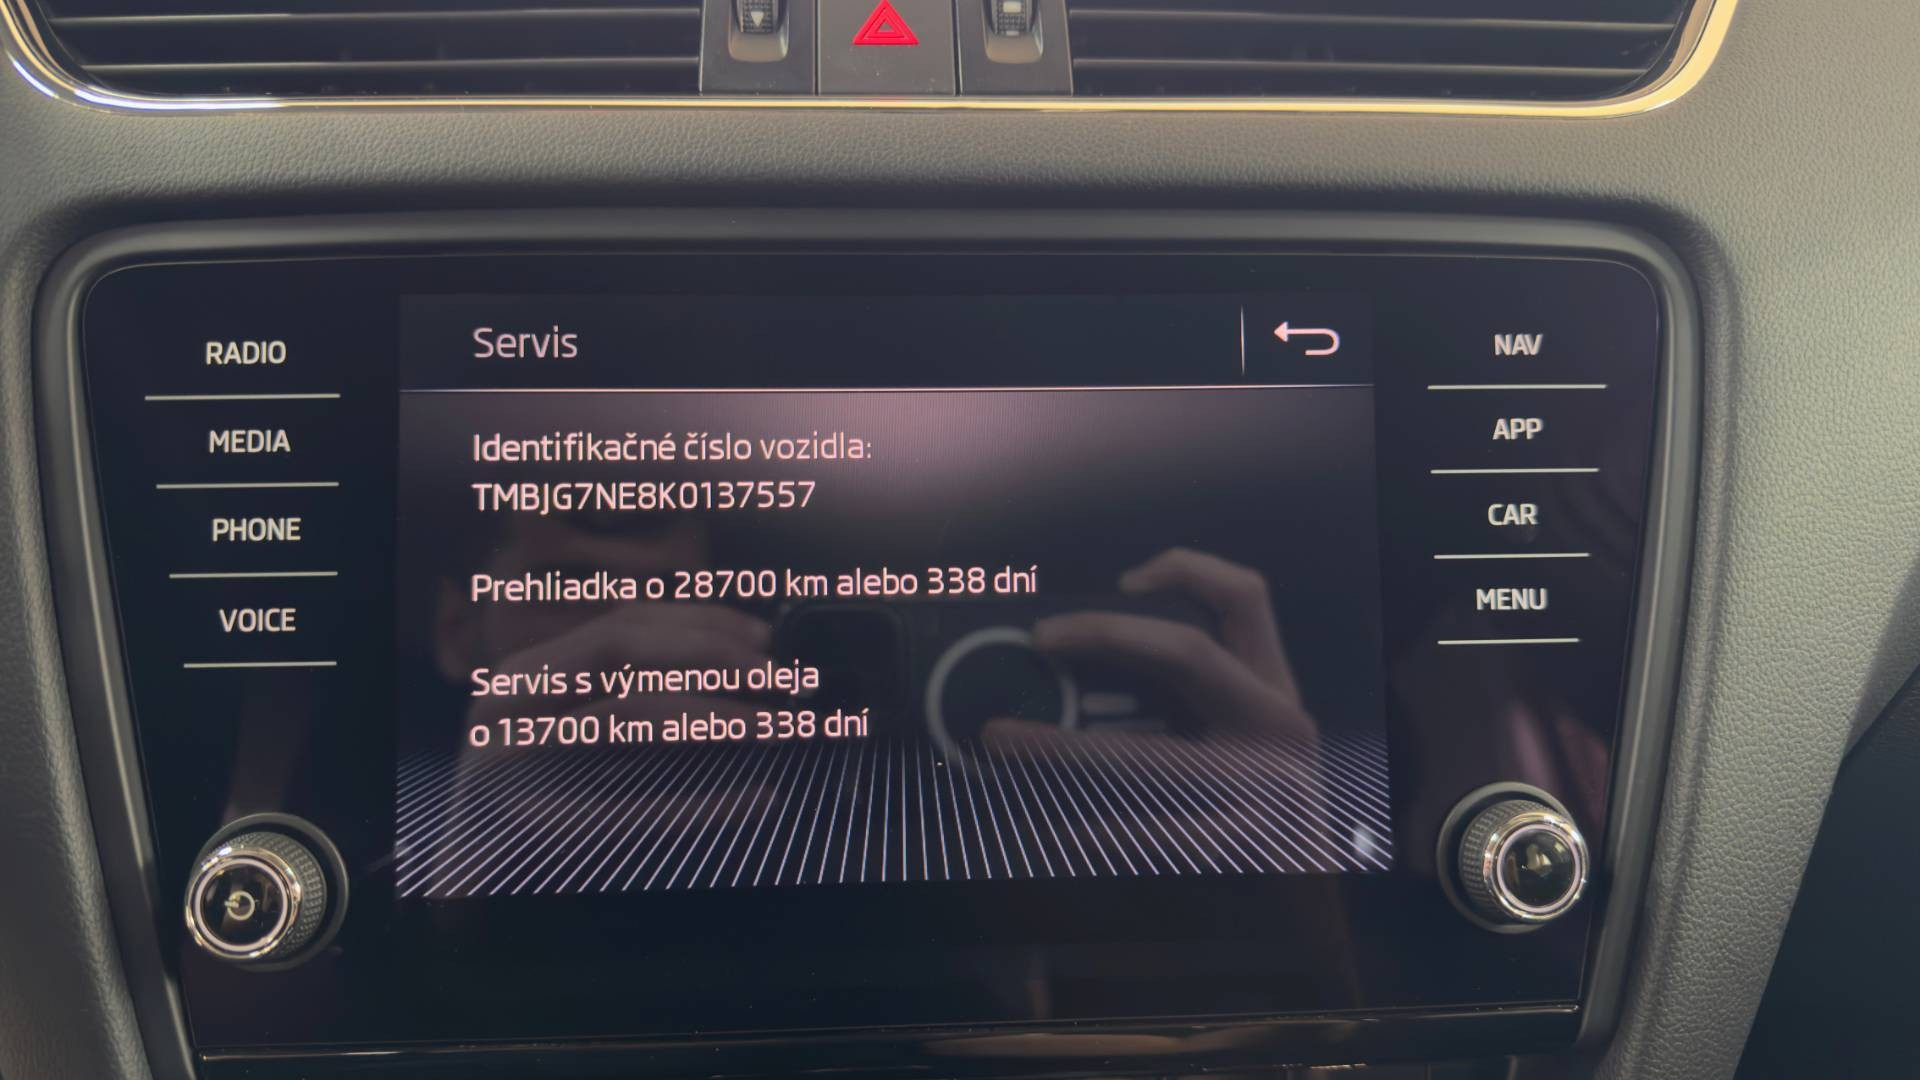 Servis
RADIO
MEDIA
PHONE
VOICE
Identifikačné číslo vozidla:
TMBJG7NE8K0137557
Prehliadka o 28700 km alebo 338 dní
Servis s výmenou oleja
o 13700 km alebo 338 dní
NAV
APP
CAR
MENU